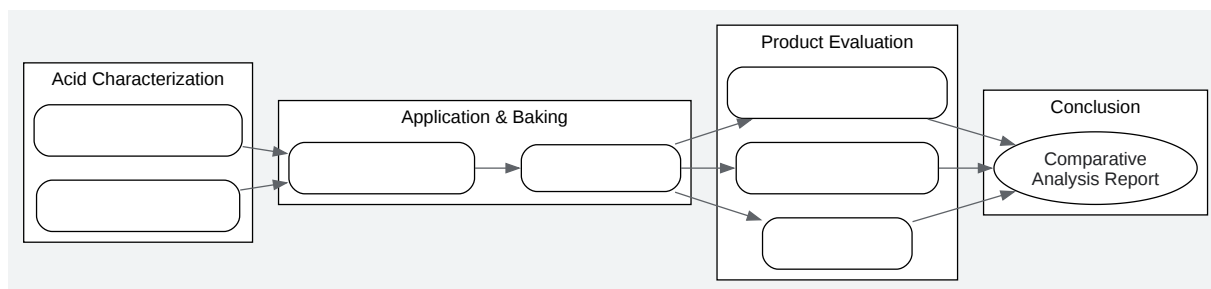 Acid Characterization
Application & Baking
Product Evaluation
Conclusion
Comparative
Analysis Report